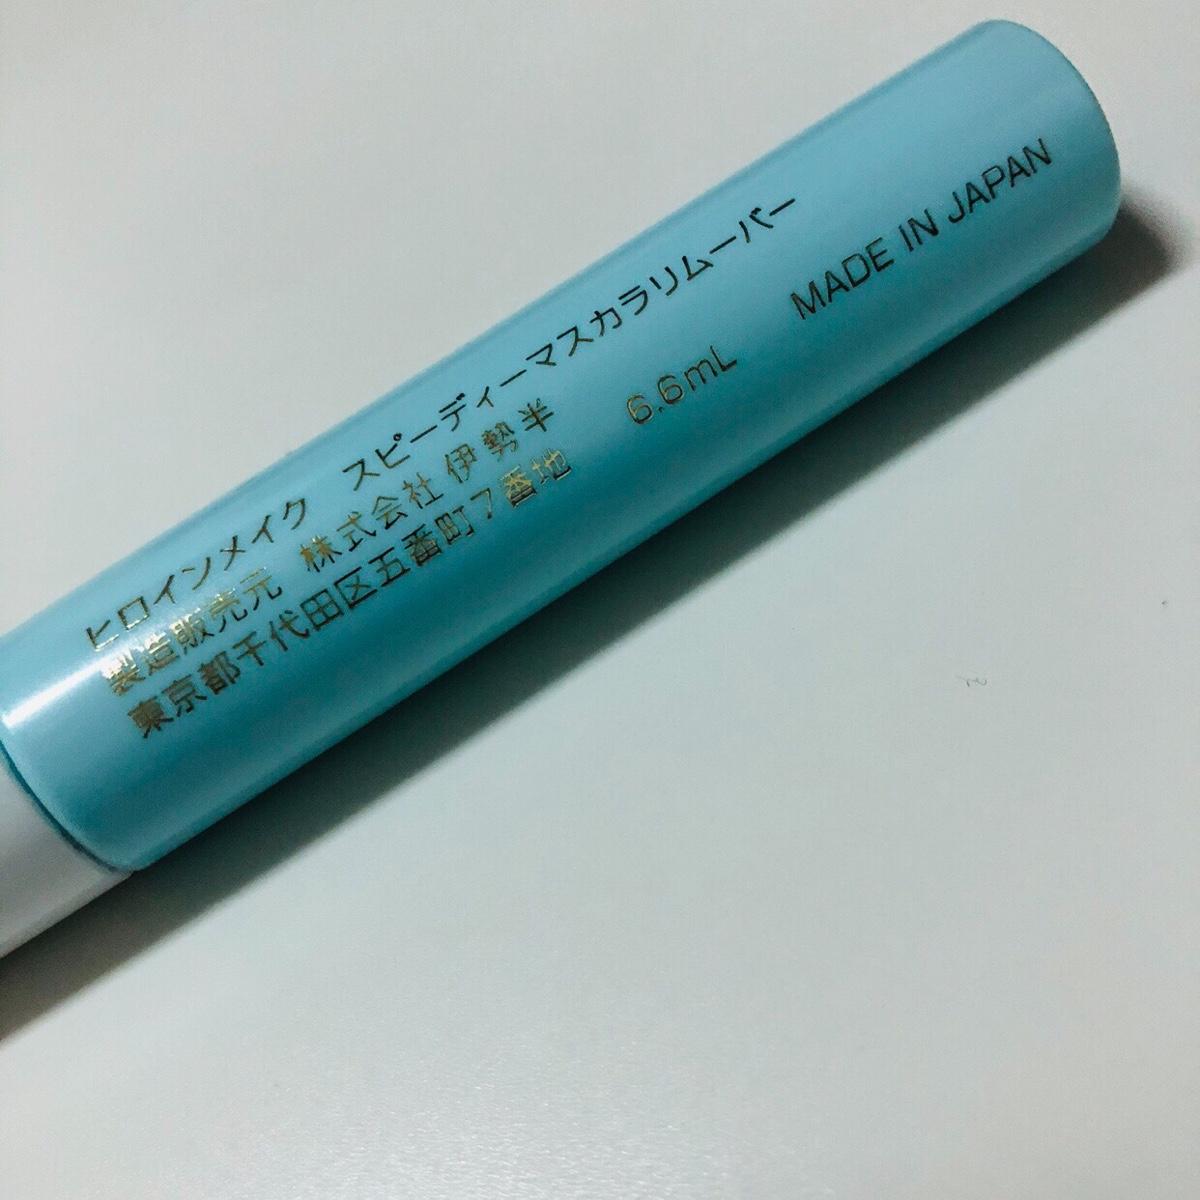 ヒロインメイク　スピーディーマスカラリムーバー
製造販売元　株式会社 伊勢半　6.6mL　MADE IN JAPAN
東京都千代田区五番町7番地